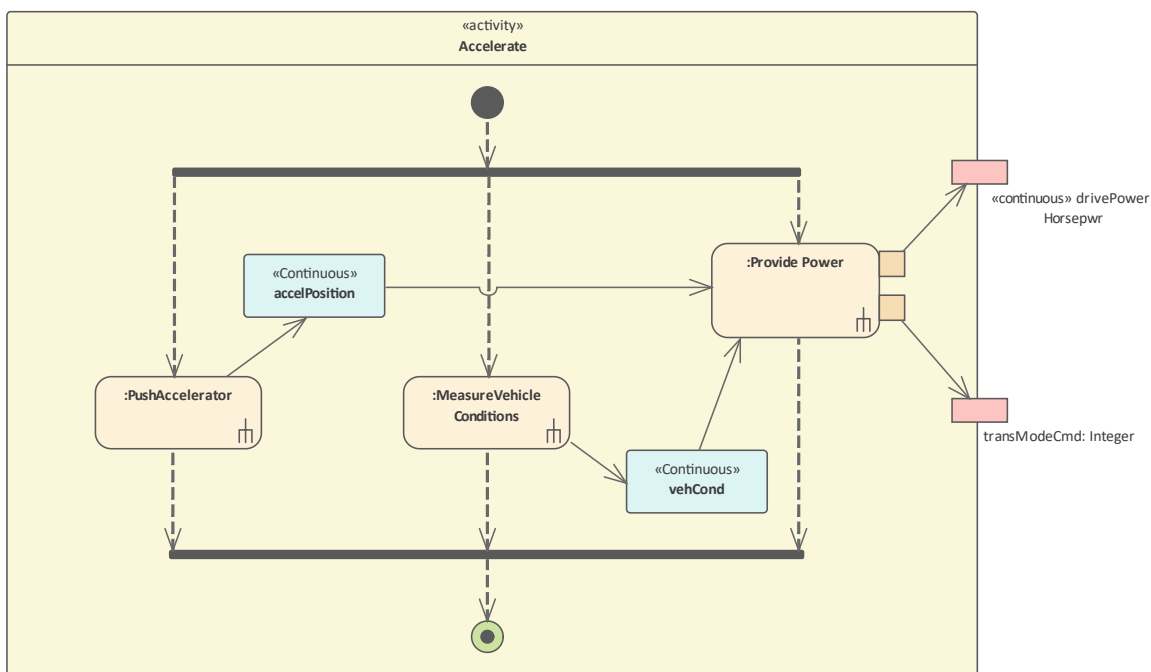 «activity»
Accelerate
«continuous» drivePower
Horsepwr
:Provide Power
«Continuous»
accelPosition
:PushAccelerator
:MeasureVehicle
Conditions
transModeCmd: Integer
«Continuous»
vehCond